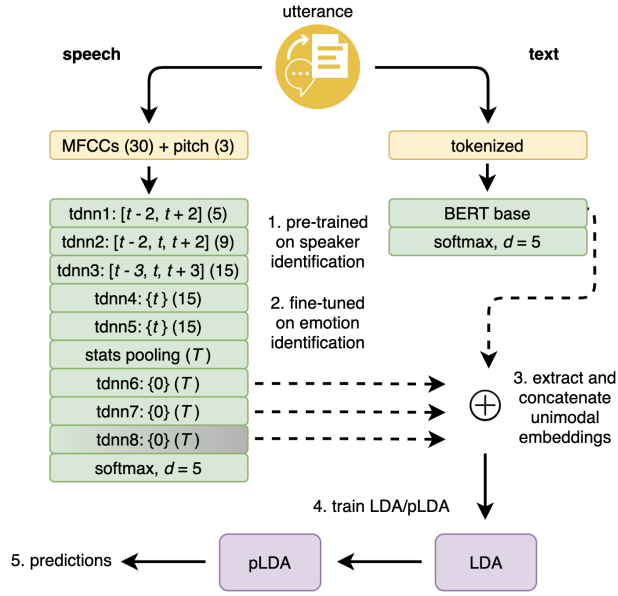 utterance
speech
text
MFCCs (30) + pitch (3)
tokenized
tdnn1: [t - 2, t + 2] (5)
tdnn2: [t - 2, t, t + 2] (9)
tdnn3: [t - 3, t, t + 3] (15)
tdnn4: {t} (15)
tdnn5: {t} (15)
stats pooling (T)
tdnn6: {0} (T)
tdnn7: {0} (T)
tdnn8: {0} (T)
softmax, d = 5
1. pre-trained
on speaker
identification
2. fine-tuned
on emotion
identification
BERT base
softmax, d = 5
3. extract and
concatenate
unimodal
embeddings
4. train LDA/pLDA
LDA
pLDA
5. predictions